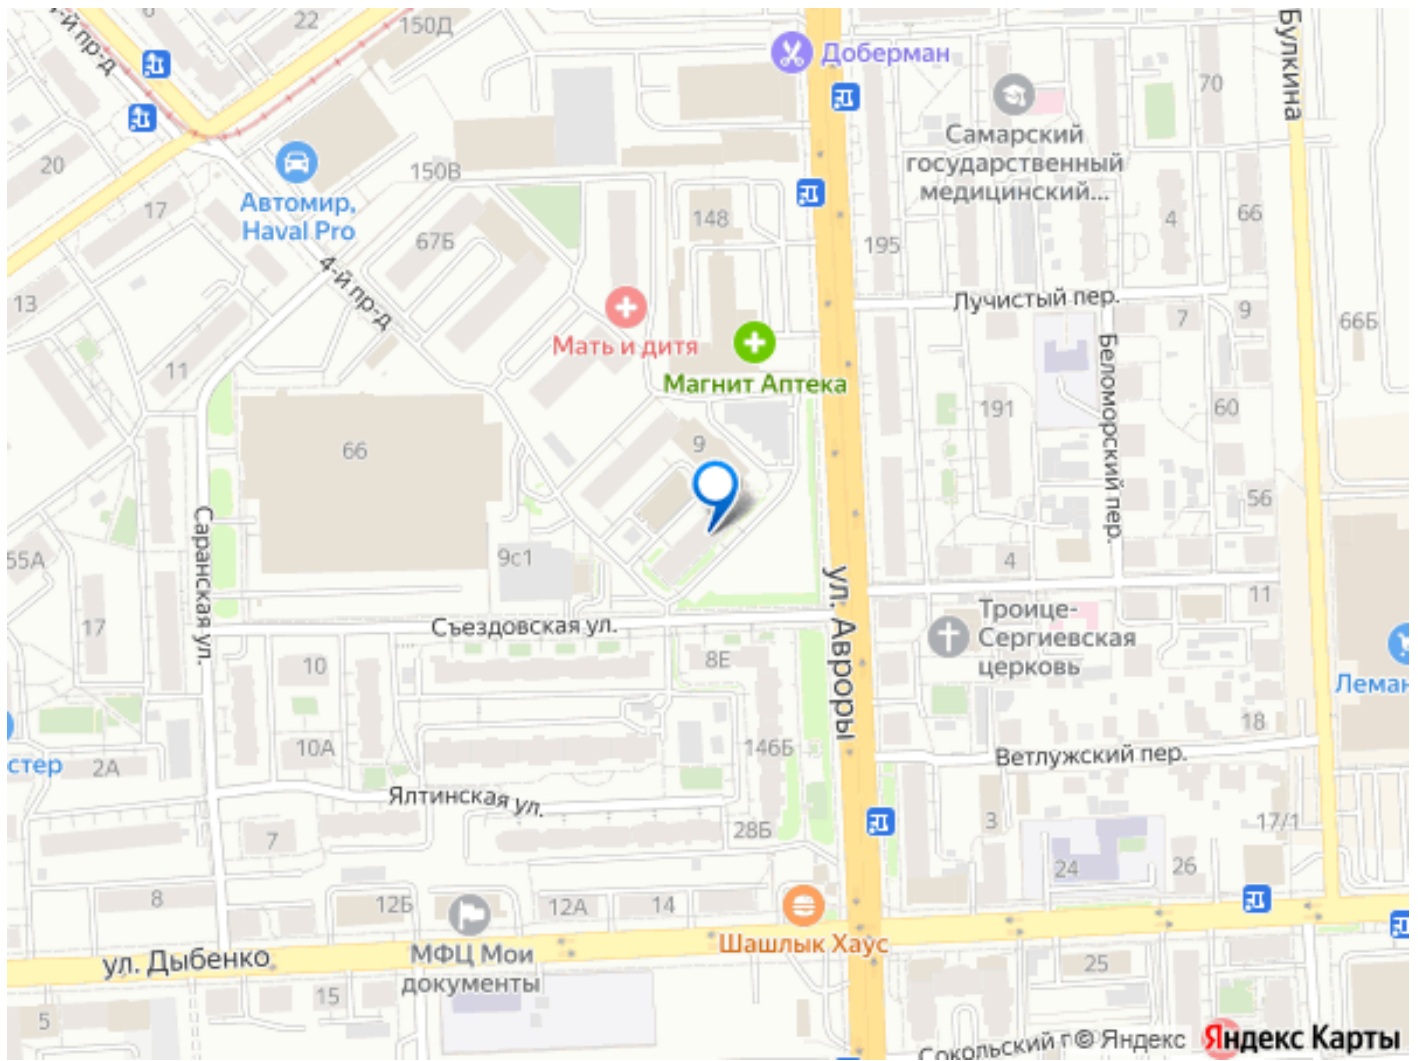 4-й пр-д
22
150Д
Доберман
Булкина
70
Самарский
государственный
медицинский...
20
Автомир,
Haval Pro
150В
17
67Б
148
195
4
66
4-й пр-д
13
Мать и дитя
Магнит Аптека
Лучистый пер.
7
9
66Б
Беломорский пер.
11
191
60
66
9
56
Саранская ул.
55А
9с1
4
11
ул. Авроры
Троице-
Сергиевская
церковь
17
Съездовская ул.
10
8Е
Леман
18
10А
146Б
стер
2А
Ветлужский пер.
Ялтинская ул.
7
28Б
3
17/1
24
26
8
12Б
12А
14
Шашлык Хаус
ул. Дыбенко
МФЦ Мои
документы
25
15
5
Сокольский г
© Яндекс
Яндекс Карты